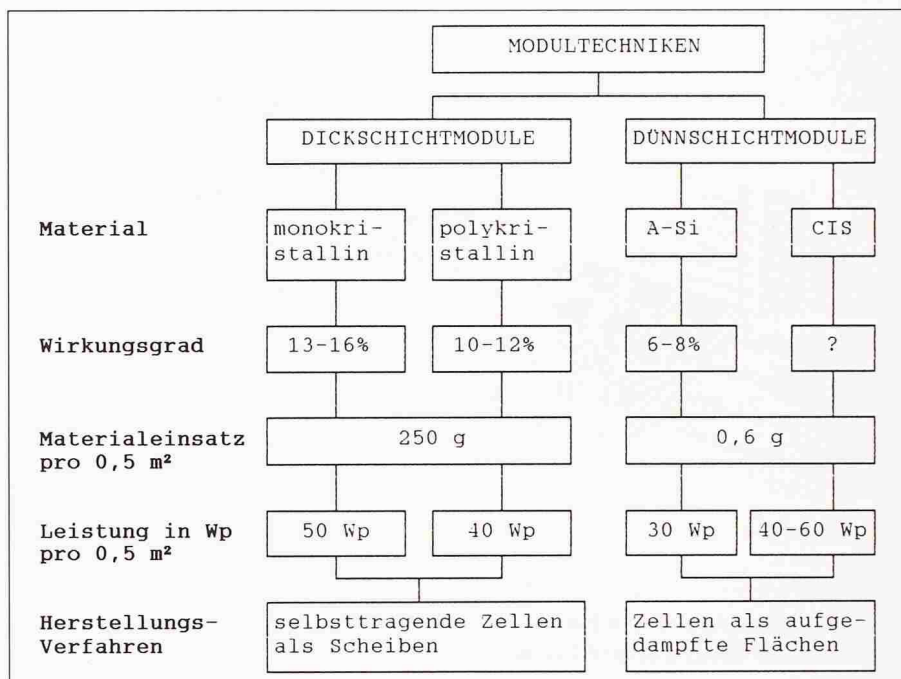 MODULTECHNIKEN
DICKSCHICHTMODULE DÜNNSCHICHTMODULE
Material monokri- polykri- A-Si CIS
stallin stallin
Wirkungsgrad 13-16% 10-12% 6-8% ?
Materialeinsatz 250 g 0,6 g
pro 0,5 m²
Leistung in Wp 50 Wp 40 Wp 30 Wp 40-60 Wp
pro 0,5 m²
Herstellungs- selbsttragende Zellen Zellen als aufge-
Verfahren als Scheiben dampfte Flächen